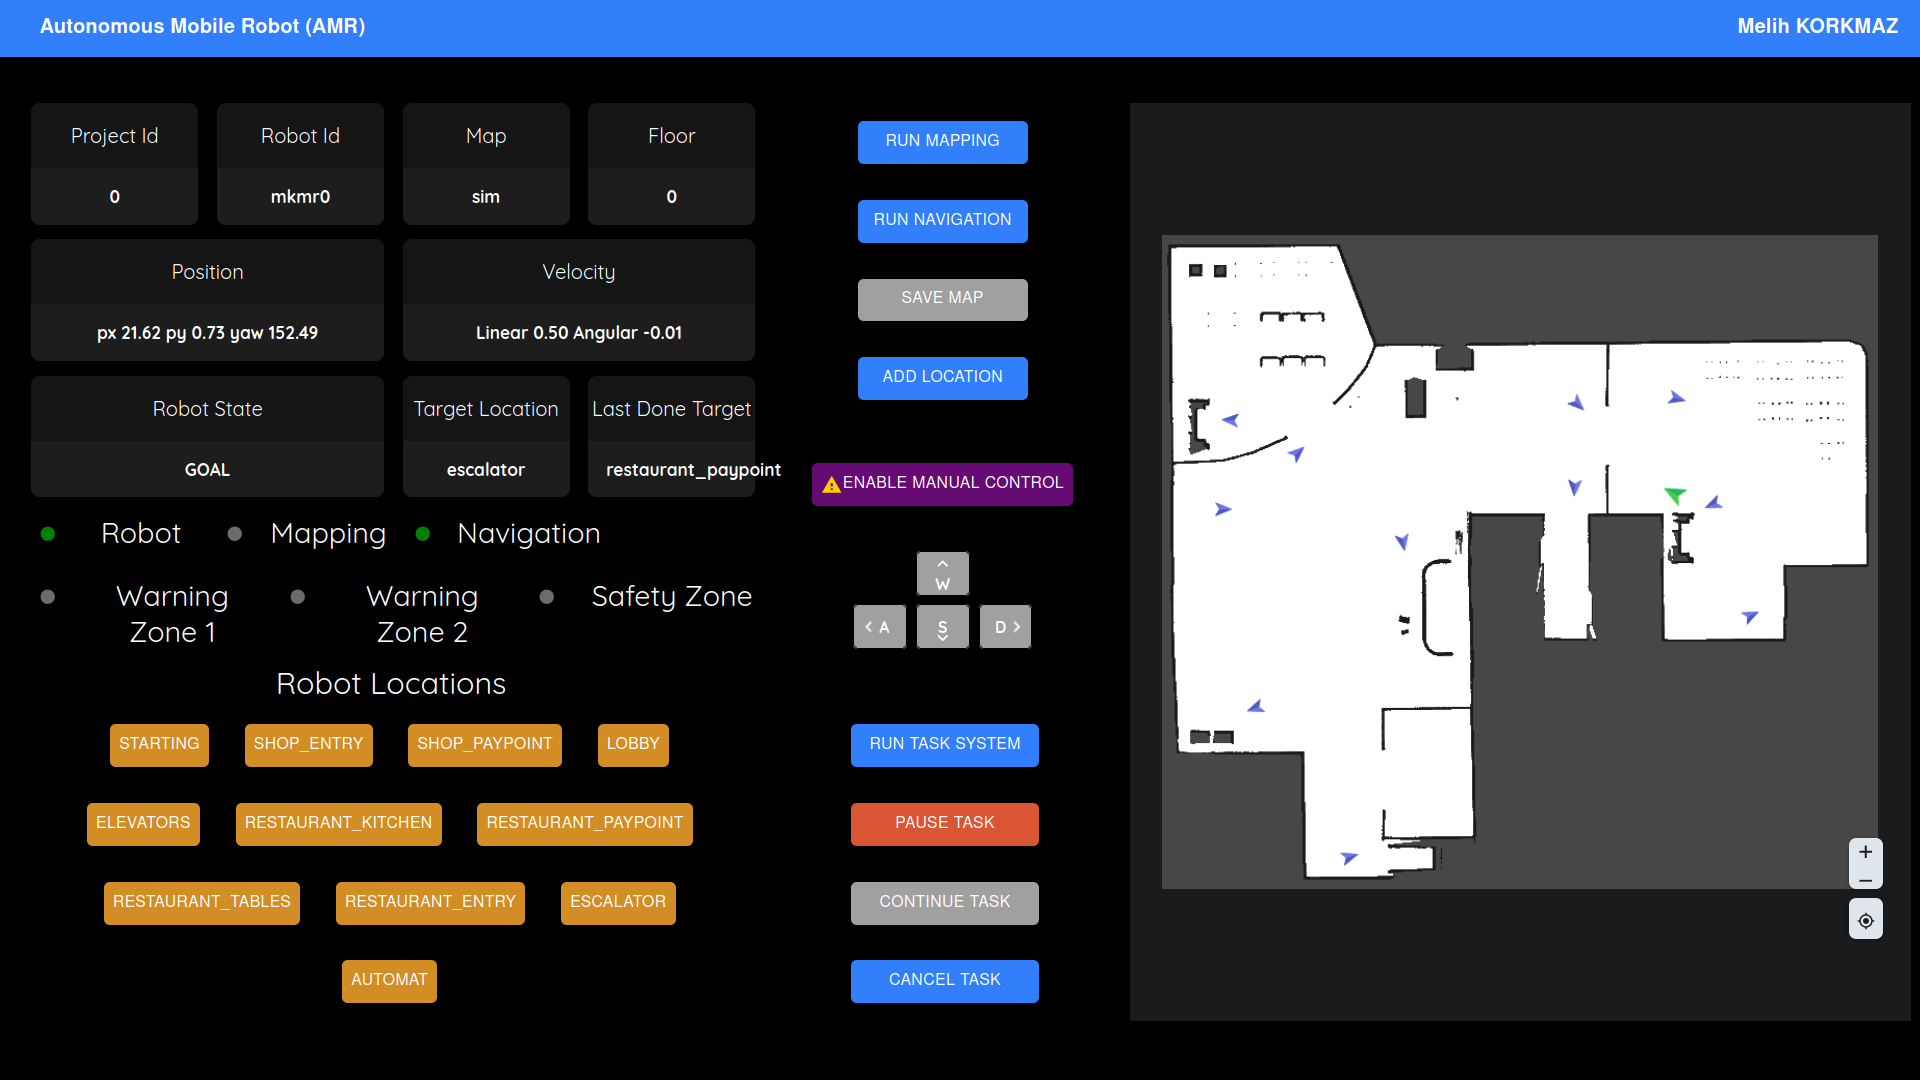 Autonomous Mobile Robot (AMR)
Melih KORKMAZ
Project Id
Robot Id
Map
Floor
0
mkmr0
sim
0
Position
Velocity
px 21.62 py 0.73 yaw 152.49
Linear 0.50 Angular -0.01
Robot State
Target Location
Last Done Target
GOAL
escalator
restaurant_paypoint
Robot
Mapping
Navigation
Warning
Zone 1
Warning
Zone 2
Safety Zone
Robot Locations
STARTING
SHOP_ENTRY
SHOP_PAYPOINT
LOBBY
ELEVATORS
RESTAURANT_KITCHEN
RESTAURANT_PAYPOINT
RESTAURANT_TABLES
RESTAURANT_ENTRY
ESCALATOR
AUTOMAT
RUN MAPPING
RUN NAVIGATION
SAVE MAP
ADD LOCATION
ENABLE MANUAL CONTROL
W
A
S
D
RUN TASK SYSTEM
PAUSE TASK
CONTINUE TASK
CANCEL TASK
+
−